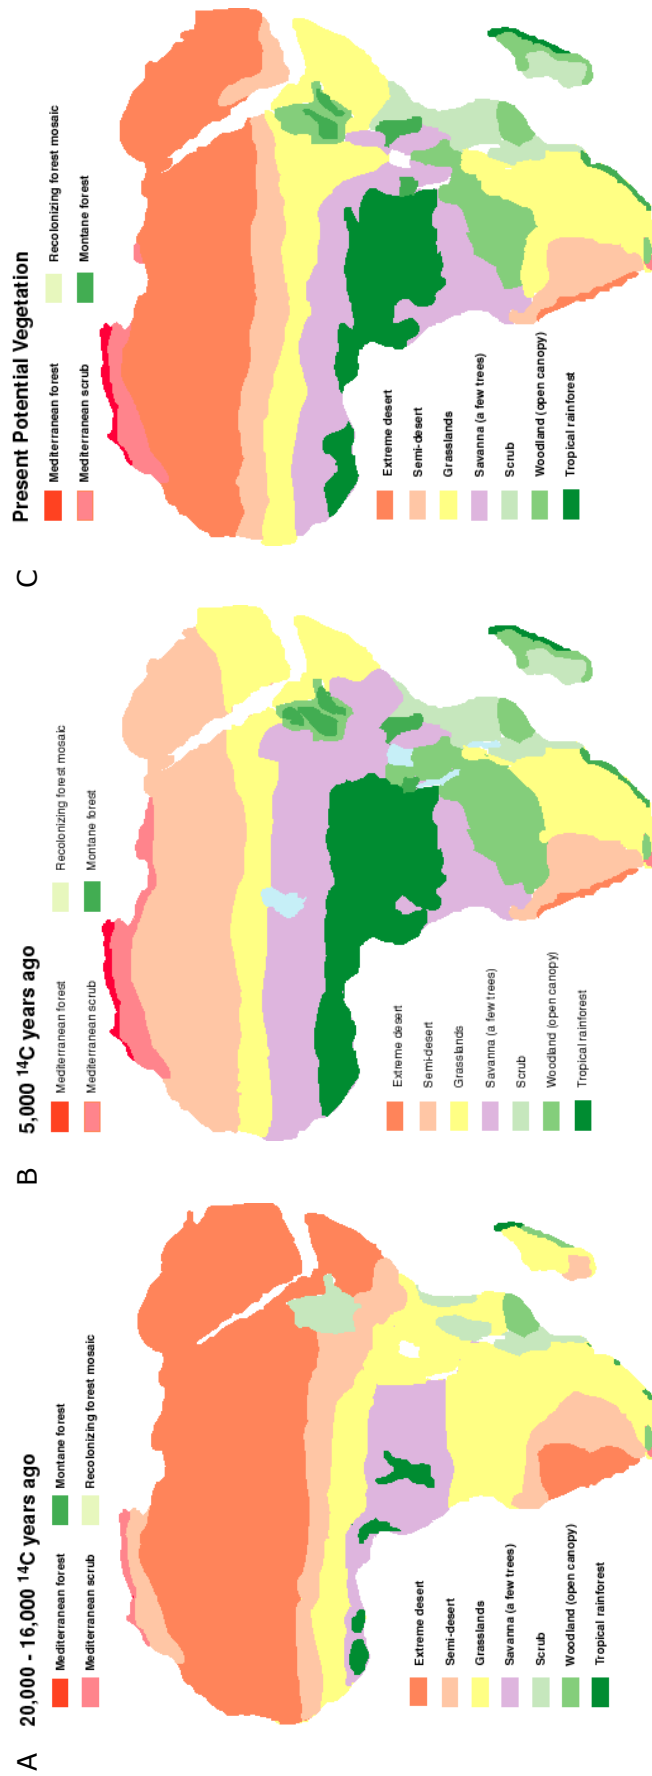 A
20,000 - 16,000 ¹⁴C years ago
Mediterranean forest
Montane forest
Mediterranean scrub
Recolonizing forest mosaic
Extreme desert
Semi-desert
Grasslands
Savanna (a few trees)
Scrub
Woodland (open canopy)
Tropical rainforest
B
5,000 ¹⁴C years ago
Mediterranean forest
Recolonizing forest mosaic
Mediterranean scrub
Montane forest
Extreme desert
Semi-desert
Grasslands
Savanna (a few trees)
Scrub
Woodland (open canopy)
Tropical rainforest
C
Present Potential Vegetation
Mediterranean forest
Recolonizing forest mosaic
Mediterranean scrub
Montane forest
Extreme desert
Semi-desert
Grasslands
Savanna (a few trees)
Scrub
Woodland (open canopy)
Tropical rainforest